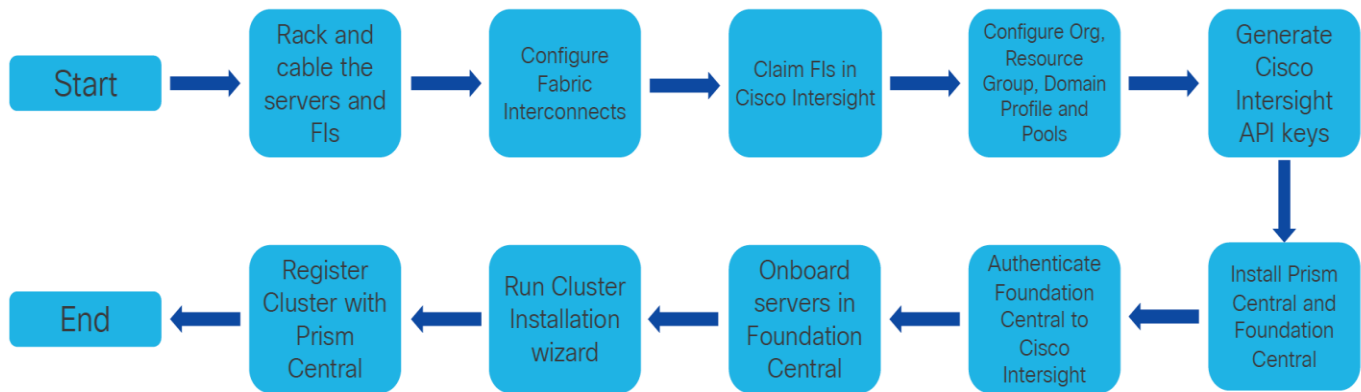 Start
Rack and
cable the
servers and
FIs
Configure
Fabric
Interconnects
Claim FIs in
Cisco Intersight
Configure Org,
Resource
Group, Domain
Profile and
Pools
Generate
Cisco
Intersight
API keys
Install Prism
Central and
Foundation
Central
Authenticate
Foundation
Central to
Cisco
Intersight
Onboard
servers in
Foundation
Central
Run Cluster
Installation
wizard
Register
Cluster with
Prism
Central
End